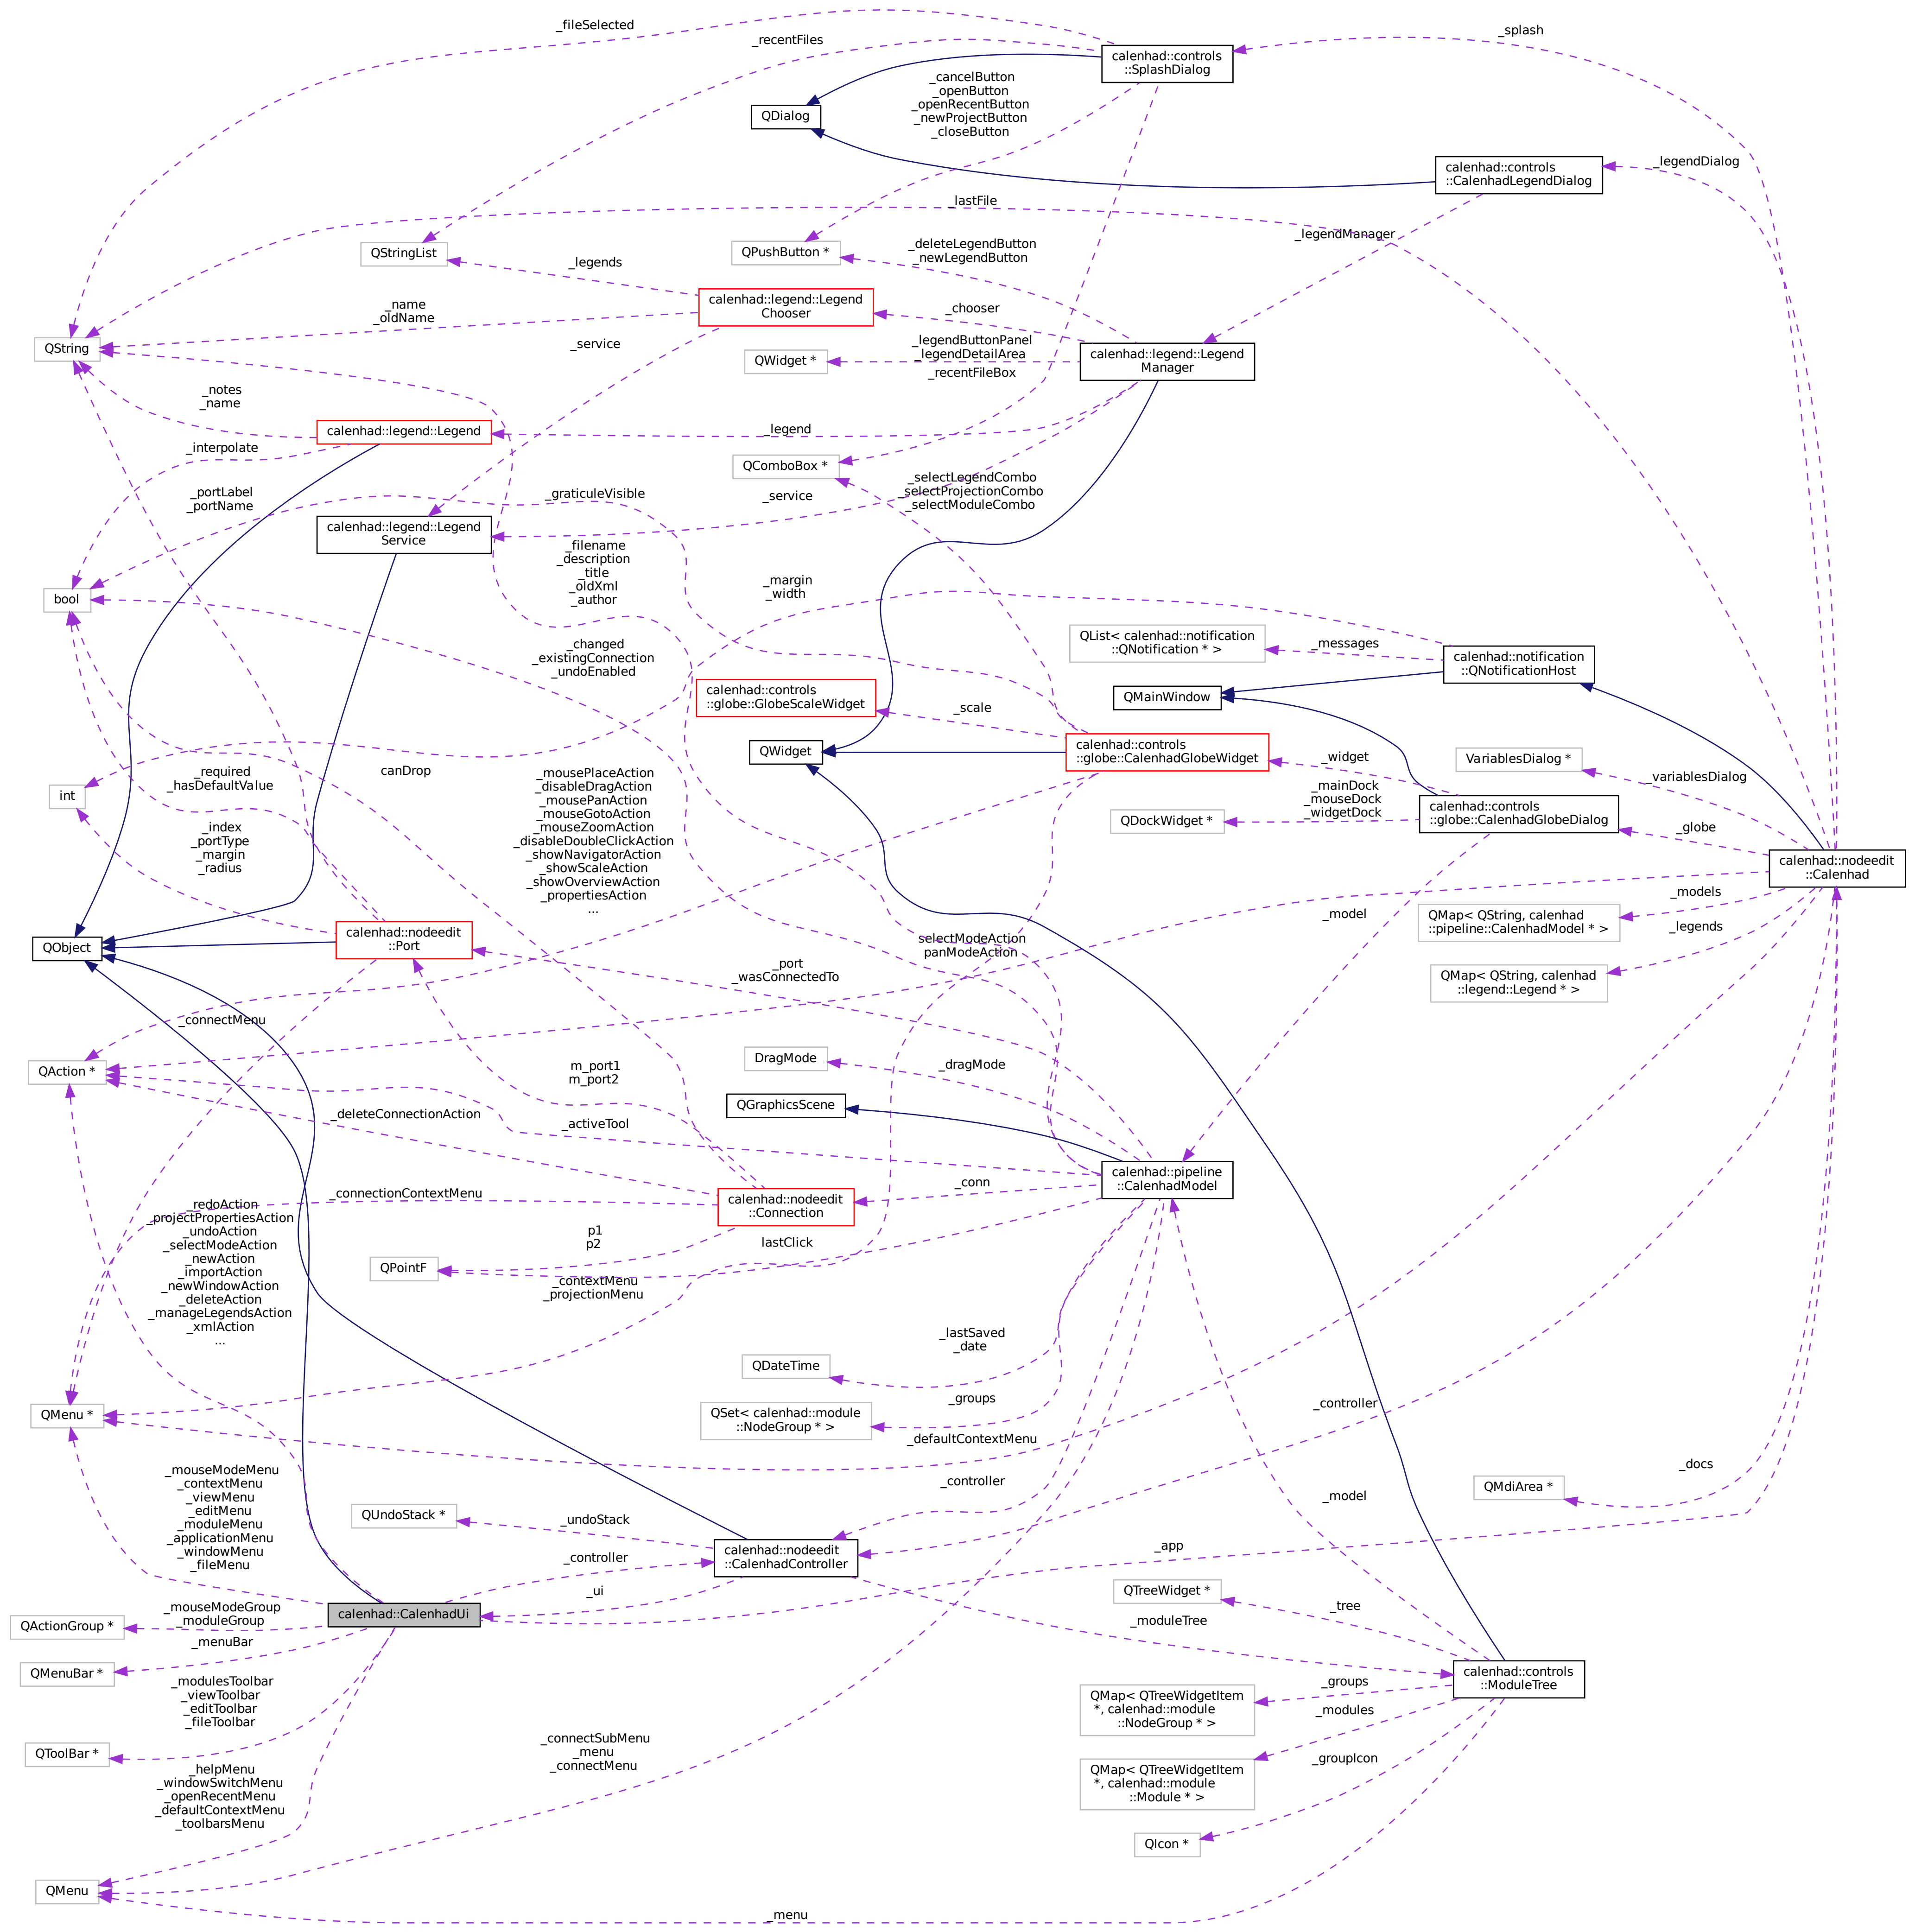 _fileSelected
_splash
_recentFiles
calenhad::controls
::SplashDialog
_cancelButton
_openButton
_openRecentButton
_newProjectButton
_closeButton
QDialog
_legendDialog
calenhad::controls
::CalenhadLegendDialog
_lastFile
_legendManager
QStringList
QPushButton *
_deleteLegendButton
_newLegendButton
_legends
calenhad::legend::Legend
Chooser
_name
_oldName
_chooser
QString
_service
QWidget *
_legendButtonPanel
_legendDetailArea
_recentFileBox
calenhad::legend::Legend
Manager
_notes
_name
calenhad::legend::Legend
_legend
_interpolate
QComboBox *
_selectLegendCombo
_selectProjectionCombo
_selectModuleCombo
_portLabel
_portName
_graticuleVisible
_service
calenhad::legend::Legend
Service
_filename
_description
_title
_oldXml
_author
bool
_margin
_width
_changed
_existingConnection
_undoEnabled
QList< calenhad::notification
::QNotification * >
_messages
calenhad::notification
::QNotificationHost
calenhad::controls
::globe::GlobeScaleWidget
_scale
QMainWindow
QWidget
calenhad::controls
::globe::CalenhadGlobeWidget
_widget
VariablesDialog *
_variablesDialog
_required
_hasDefaultValue
canDrop
int
_mousePlaceAction
_disableDragAction
_mousePanAction
_mouseGotoAction
_mouseZoomAction
_disableDoubleClickAction
_showNavigatorAction
_showScaleAction
_showOverviewAction
_propertiesAction
...
_mainDock
_mouseDock
_widgetDock
QDockWidget *
calenhad::controls
::globe::CalenhadGlobeDialog
_globe
_index
_portType
_margin
_radius
calenhad::nodeedit
::Calenhad
_models
QMap< QString, calenhad
::pipeline::CalenhadModel * >
_model
_legends
QObject
calenhad::nodeedit
::Port
selectModeAction
panModeAction
_port
_wasConnectedTo
QMap< QString, calenhad
::legend::Legend * >
_connectMenu
QAction *
m_port1
m_port2
DragMode
_dragMode
QGraphicsScene
_deleteConnectionAction
_activeTool
calenhad::pipeline
::CalenhadModel
_connectionContextMenu
calenhad::nodeedit
::Connection
_conn
_redoAction
_projectPropertiesAction
_undoAction
_selectModeAction
_newAction
_importAction
_newWindowAction
_deleteAction
_manageLegendsAction
_xmlAction
...
p1
p2
lastClick
QPointF
_contextMenu
_projectionMenu
_lastSaved
_date
QDateTime
_groups
QSet< calenhad::module
::NodeGroup * >
_controller
QMenu *
_defaultContextMenu
_mouseModeMenu
_contextMenu
_viewMenu
_editMenu
_moduleMenu
_applicationMenu
_windowMenu
_fileMenu
_controller
QMdiArea *
_docs
_model
QUndoStack *
_undoStack
calenhad::nodeedit
::CalenhadController
_controller
_app
_ui
QTreeWidget *
_tree
calenhad::CalenhadUi
_mouseModeGroup
_moduleGroup
QActionGroup *
_moduleTree
_menuBar
QMenuBar *
calenhad::controls
::ModuleTree
_groups
QMap< QTreeWidgetItem
*, calenhad::module
::NodeGroup * >
_modules
_modulesToolbar
_viewToolbar
_editToolbar
_fileToolbar
QToolBar *
_connectSubMenu
_menu
_connectMenu
_groupIcon
QMap< QTreeWidgetItem
*, calenhad::module
::Module * >
_helpMenu
_windowSwitchMenu
_openRecentMenu
_defaultContextMenu
_toolbarsMenu
QIcon *
QMenu
_menu